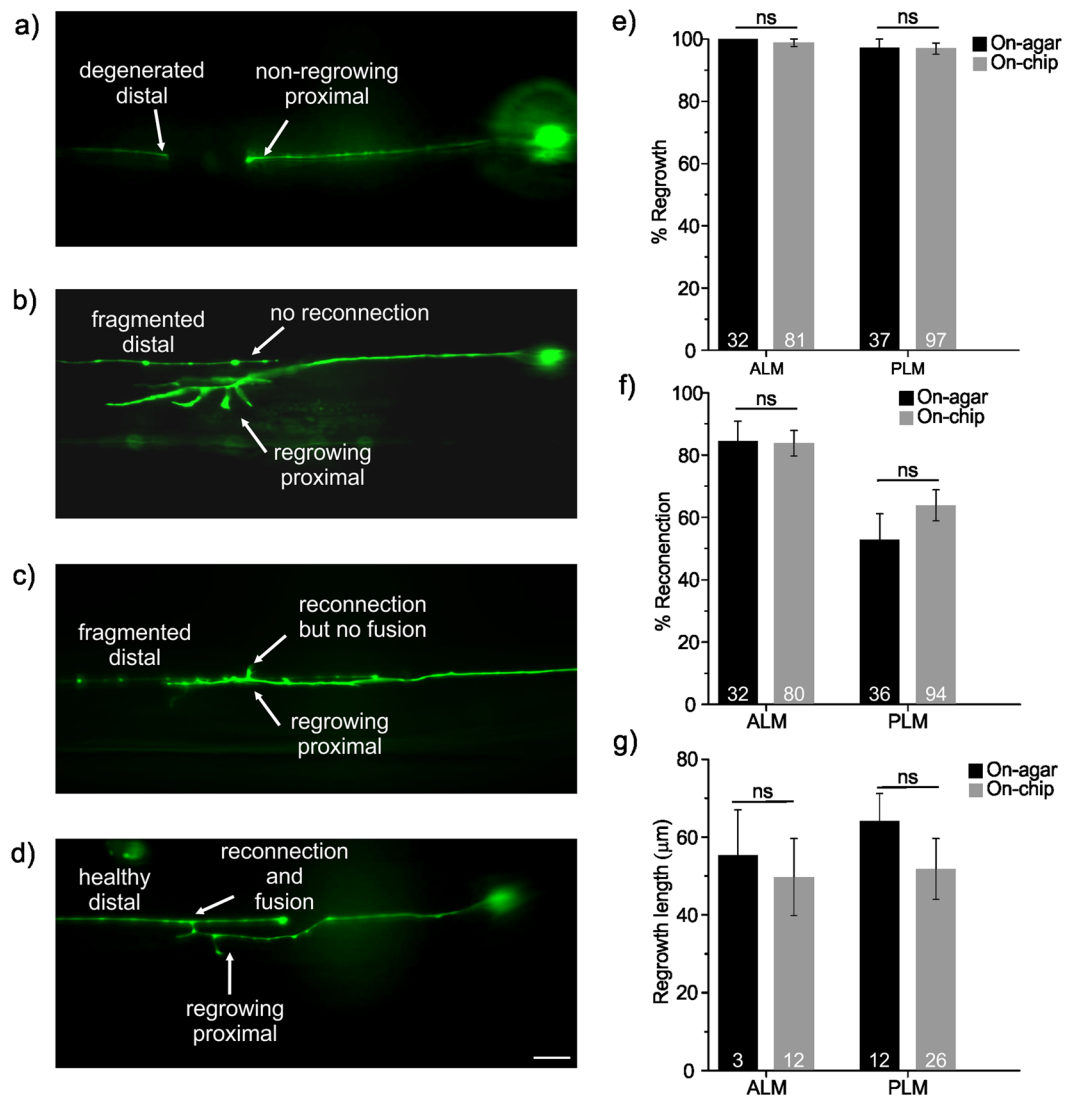 a)
degenerated
distal
non-regrowing
proximal
b)
fragmented
distal
no reconnection
regrowing
proximal
c)
fragmented
distal
reconnection
but no fusion
regrowing
proximal
d)
healthy
distal
reconnection
and
fusion
regrowing
proximal
e)
ns
ns
On-agar
On-chip
% Regrowth
100
80
60
40
20
0
32
81
37
97
ALM
PLM
f)
On-agar
On-chip
ns
ns
% Reconenction
100
80
60
40
20
0
32
80
36
94
ALM
PLM
g)
On-agar
On-chip
ns
ns
Regrowth length (μm)
80
60
40
20
0
3
12
12
26
ALM
PLM